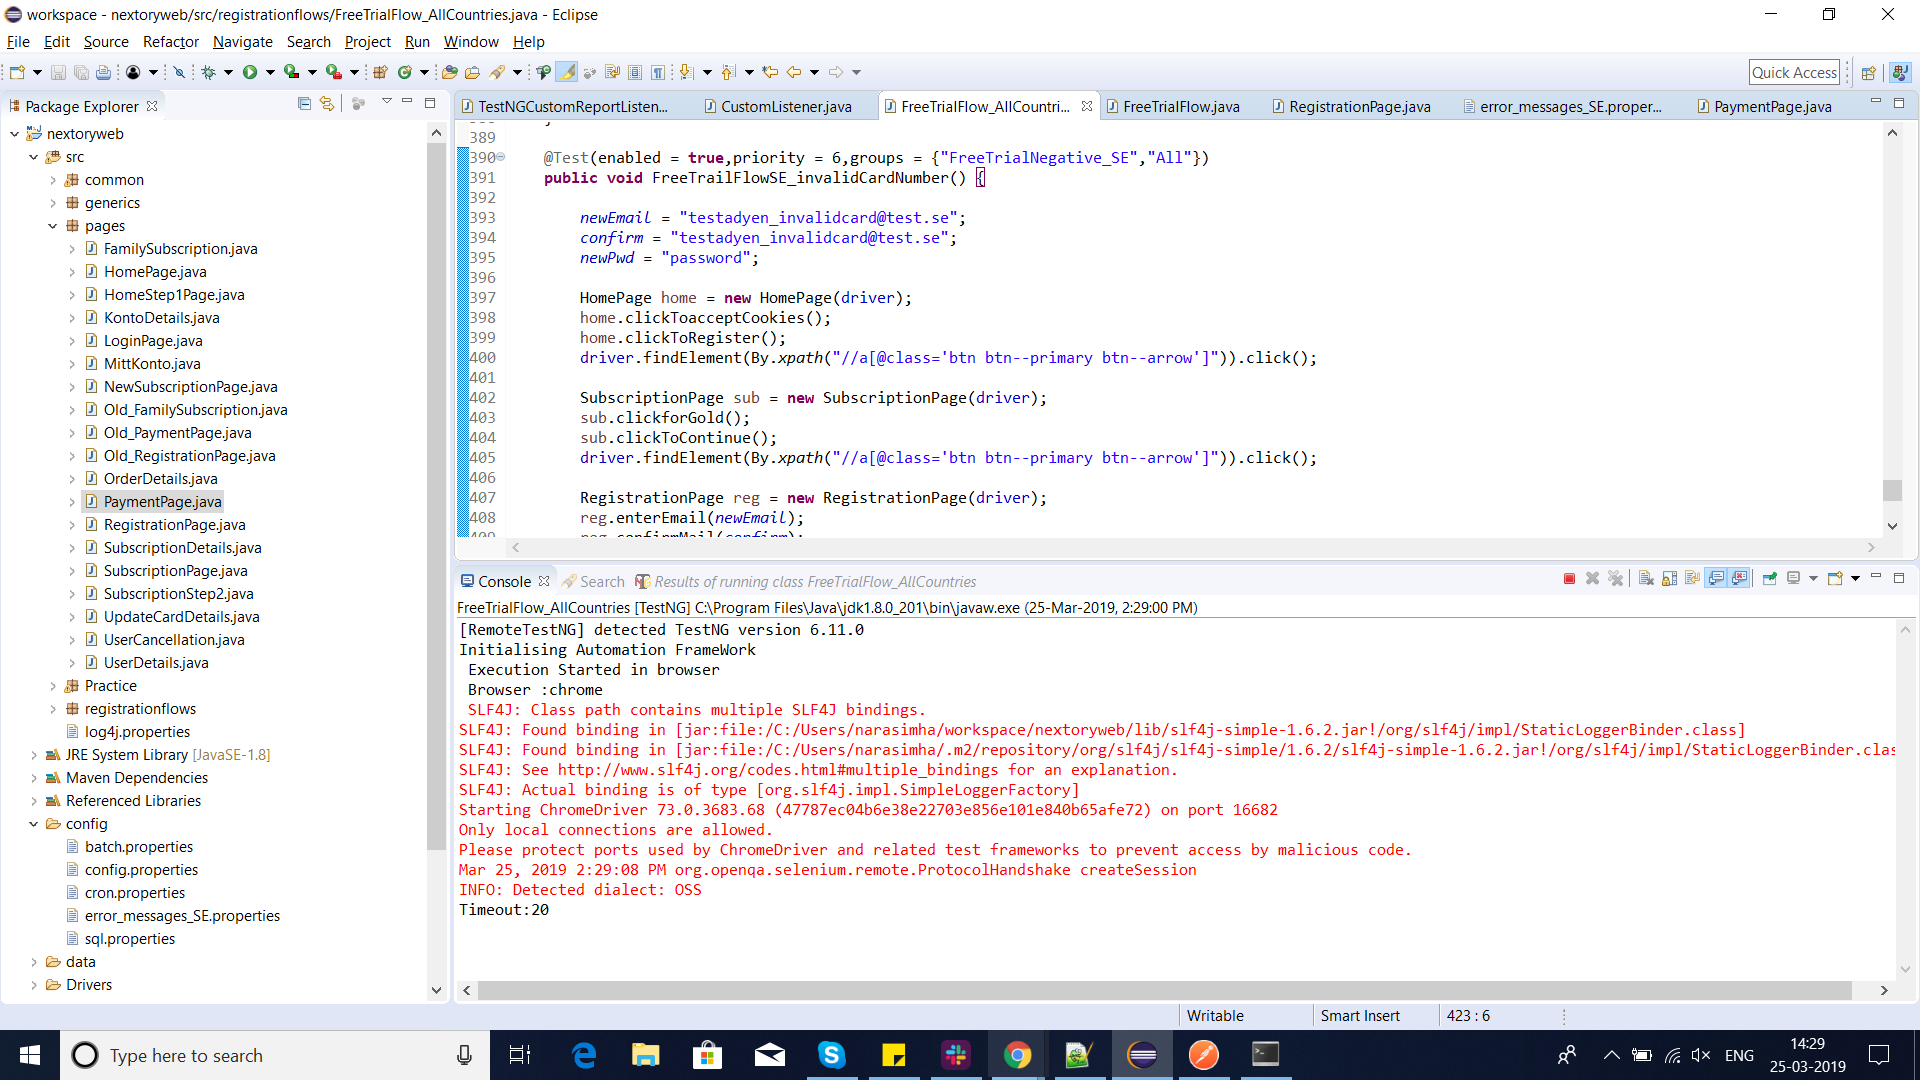 workspace - nextoryweb/src/registrationflows/FreeTrialFlow_AllCountries.java - Eclipse
File Edit Source Refactor Navigate Search Project Run Window Help
Quick Access
Package Explorer
nextoryweb
src
common
generics
pages
FamilySubscription.java
HomePage.java
HomeStep1Page.java
KontoDetails.java
LoginPage.java
MittKonto.java
NewSubscriptionPage.java
Old_FamilySubscription.java
Old_PaymentPage.java
Old_RegistrationPage.java
OrderDetails.java
PaymentPage.java
RegistrationPage.java
SubscriptionDetails.java
SubscriptionPage.java
SubscriptionStep2.java
UpdateCardDetails.java
UserCancellation.java
UserDetails.java
Practice
registrationflows
log4j.properties
JRE System Library [JavaSE-1.8]
Maven Dependencies
Referenced Libraries
config
batch.properties
config.properties
cron.properties
error_messages_SE.properties
sql.properties
data
Drivers
TestNGCustomReportListen... CustomListener.java FreeTrialFlow_AllCountri... FreeTrialFlow.java RegistrationPage.java error_messages_SE.proper... PaymentPage.java
389
390 @Test(enabled = true,priority = 6,groups = {"FreeTrialNegative_SE","All"})
391 public void FreeTrailFlowSE_invalidCardNumber() {
392
393 newEmail = "testadyen_invalidcard@test.se";
394 confirm = "testadyen_invalidcard@test.se";
395 newPwd = "password";
396
397 HomePage home = new HomePage(driver);
398 home.clickToacceptCookies();
399 home.clickToRegister();
400 driver.findElement(By.xpath("//a[@class='btn btn--primary btn--arrow']")).click();
401
402 SubscriptionPage sub = new SubscriptionPage(driver);
403 sub.clickforGold();
404 sub.clickToContinue();
405 driver.findElement(By.xpath("//a[@class='btn btn--primary btn--arrow']")).click();
406
407 RegistrationPage reg = new RegistrationPage(driver);
408 reg.enterEmail(newEmail);
409 reg.confirmMail(confirm);
Console Search Results of running class FreeTrialFlow_AllCountries
FreeTrialFlow_AllCountries [TestNG] C:\Program Files\Java\jdk1.8.0_201\bin\javaw.exe (25-Mar-2019, 2:29:00 PM)
[RemoteTestNG] detected TestNG version 6.11.0
Initialising Automation FrameWork
Execution Started in browser
Browser :chrome
SLF4J: Class path contains multiple SLF4J bindings.
SLF4J: Found binding in [jar:file:/C:/Users/narasimha/workspace/nextoryweb/lib/slf4j-simple-1.6.2.jar!/org/slf4j/impl/StaticLoggerBinder.class]
SLF4J: Found binding in [jar:file:/C:/Users/narasimha/.m2/repository/org/slf4j/slf4j-simple/1.6.2/slf4j-simple-1.6.2.jar!/org/slf4j/impl/StaticLoggerBinder.clas
SLF4J: See http://www.slf4j.org/codes.html#multiple_bindings for an explanation.
SLF4J: Actual binding is of type [org.slf4j.impl.SimpleLoggerFactory]
Starting ChromeDriver 73.0.3683.68 (47787ec04b6e38e22703e856e101e840b65afe72) on port 16682
Only local connections are allowed.
Please protect ports used by ChromeDriver and related test frameworks to prevent access by malicious code.
Mar 25, 2019 2:29:08 PM org.openqa.selenium.remote.ProtocolHandshake createSession
INFO: Detected dialect: OSS
Timeout:20
Writable Smart Insert 423 : 6
Type here to search
ENG
14:29
25-03-2019